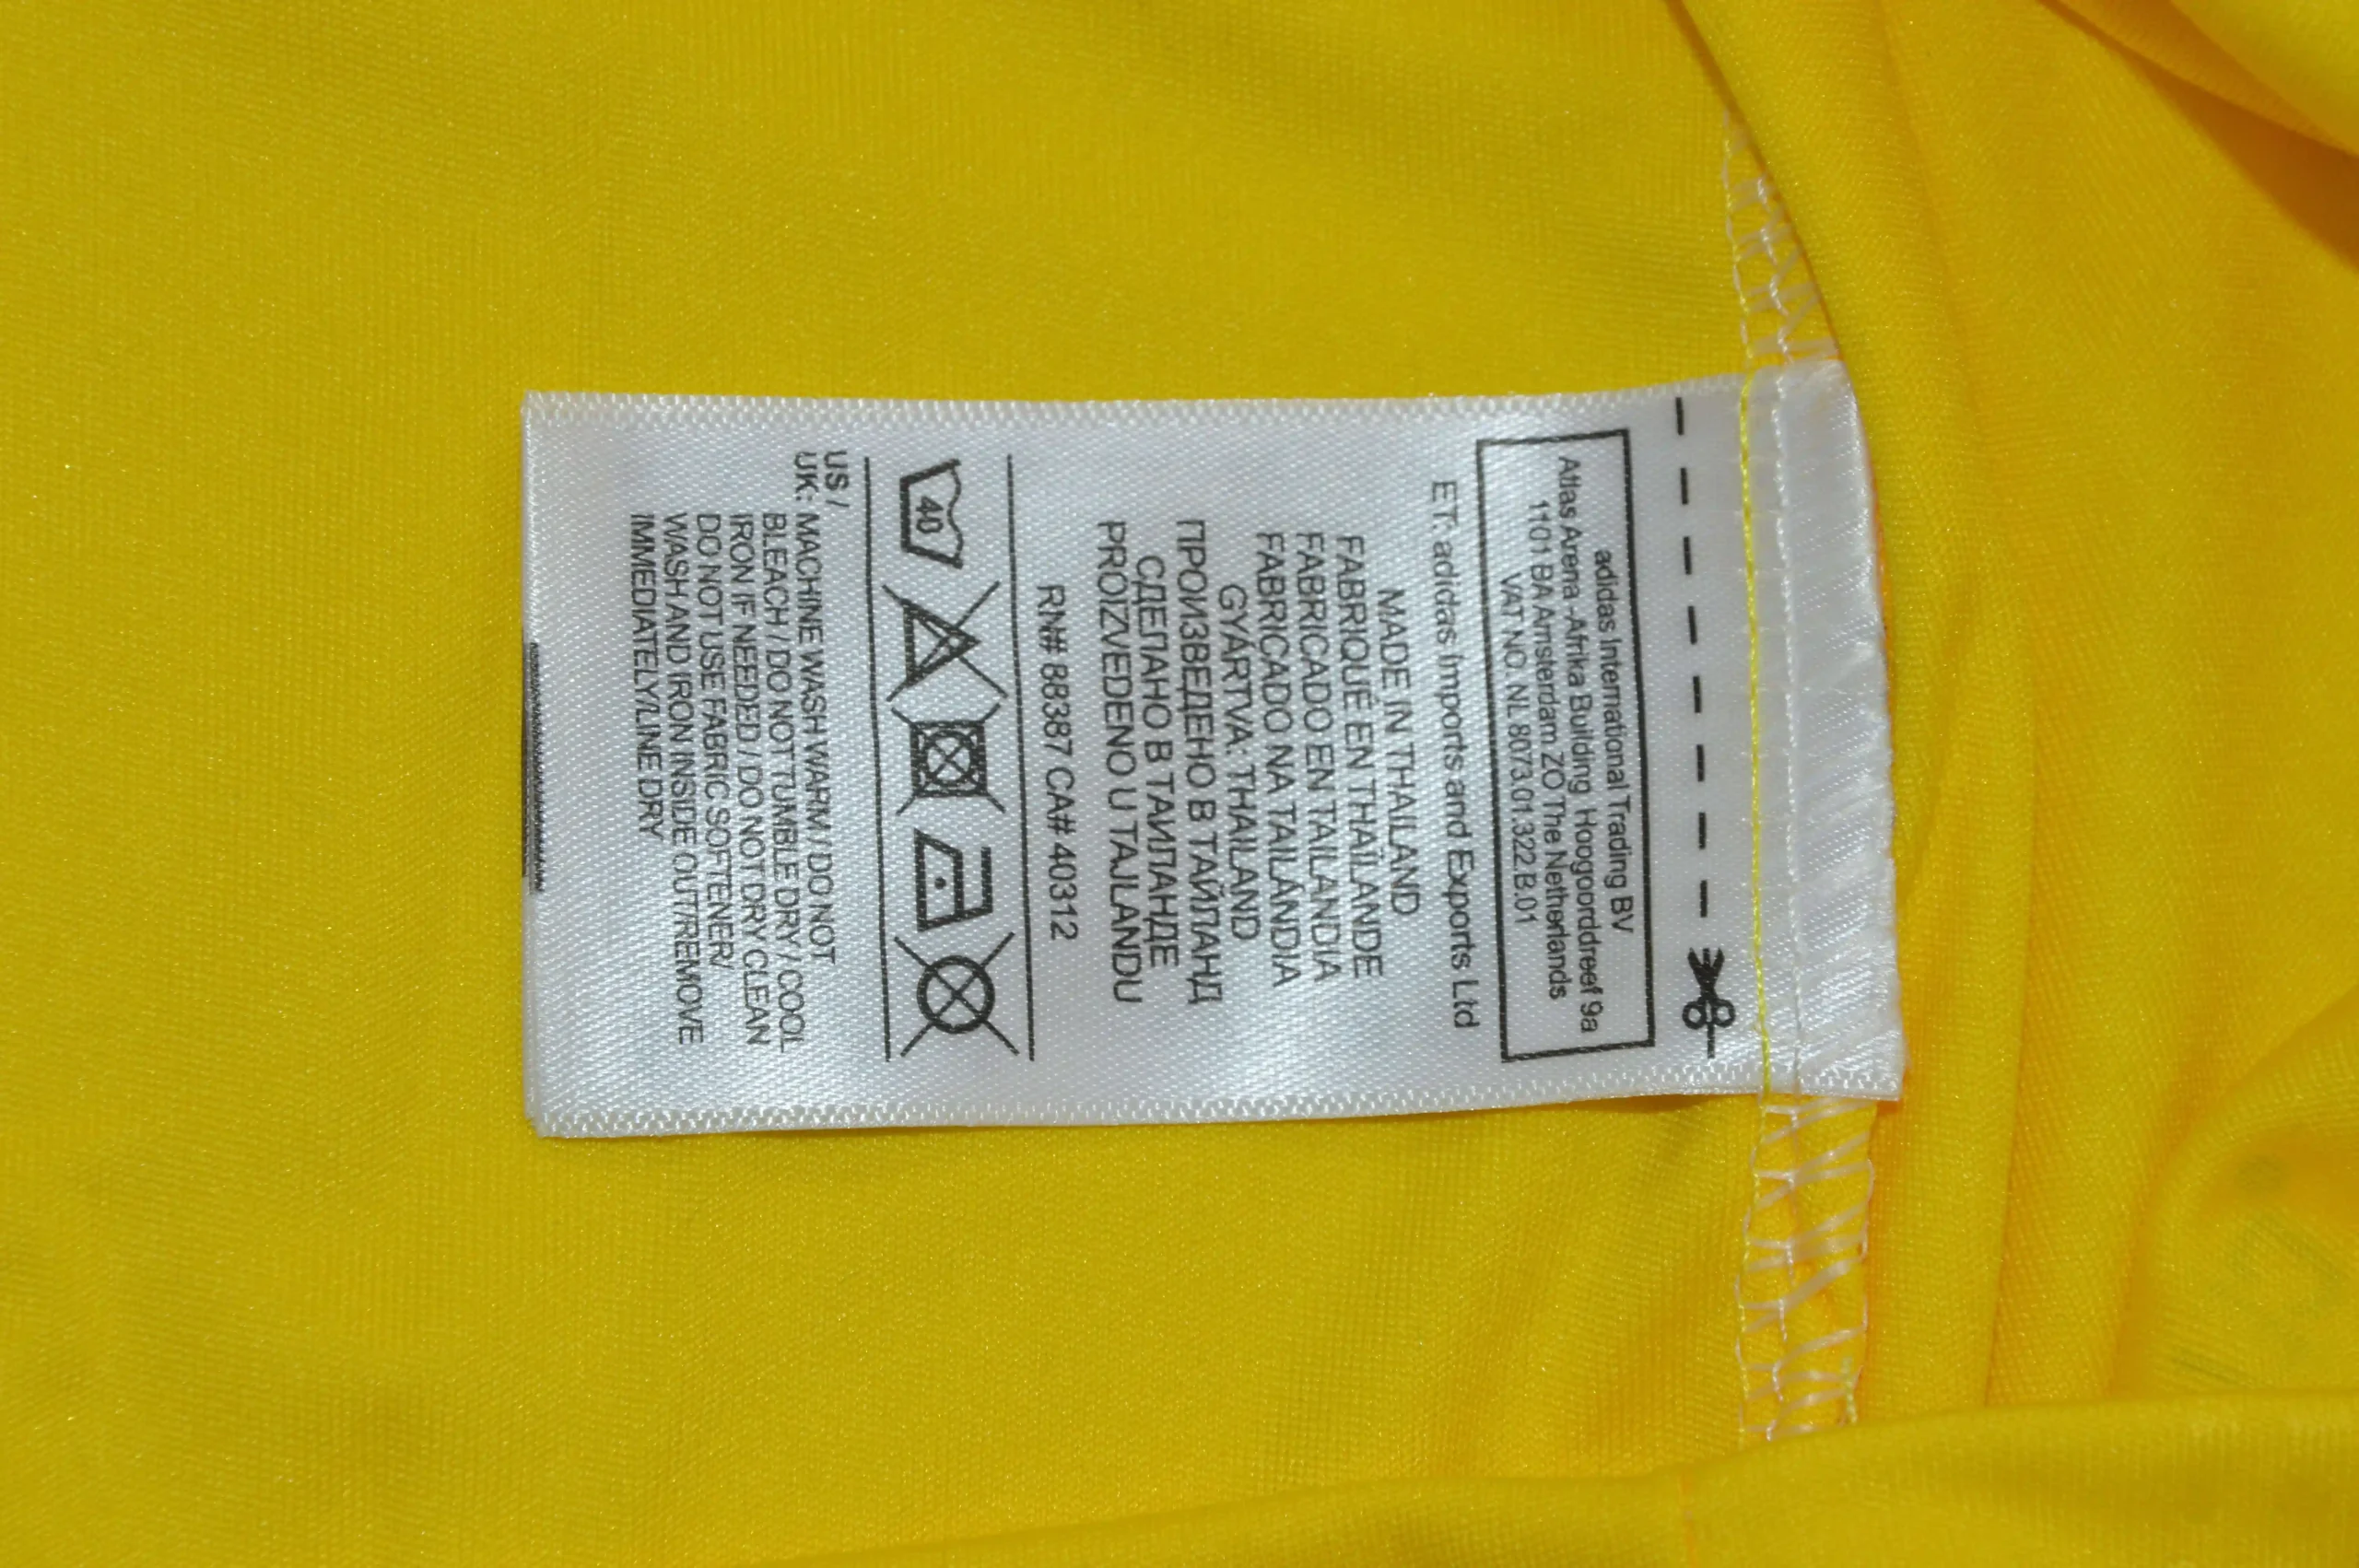 adidas International Trading BV
Atlas Arena -Afrika Building Hoogoorddreef 9a
1101 BA Amsterdam ZO The Netherlands
VAT NO. NL 8073.01.322.B.01
ET: adidas Imports and Exports Ltd
MADE IN THAILAND
FABRIQUÉ EN THAÏLANDE
FABRICADO EN TAILANDIA
FABRICADO NA TAILÂNDIA
GYÁRTVA: THAILAND
ПРОИЗВЕДЕНО В ТАЙЛАНД
СДЕЛАНО В ТАИЛАНДЕ
PROIZVEDENO U TAJLANDU
RN# 88387 CA# 40312
40
US /
UK: MACHINE WASH WARM / DO NOT
BLEACH / DO NOT TUMBLE DRY / COOL
IRON IF NEEDED / DO NOT DRY CLEAN
DO NOT USE FABRIC SOFTENER/
WASH AND IRON INSIDE OUT/REMOVE
IMMEDIATELY/LINE DRY